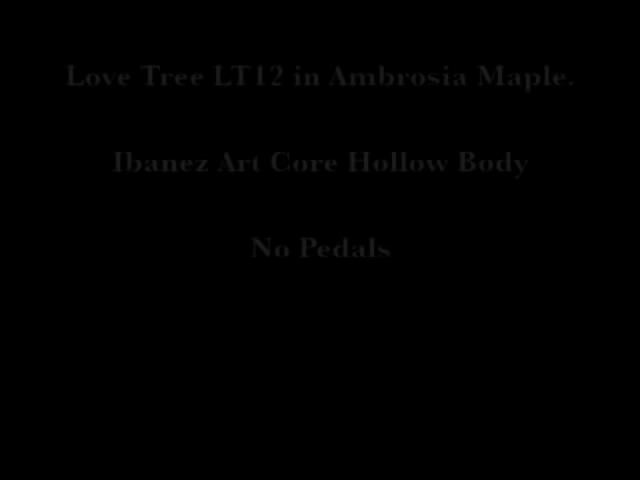 Love Tree LT12 in Ambrosia Maple.
Ibanez Art Core Hollow Body
No Pedals